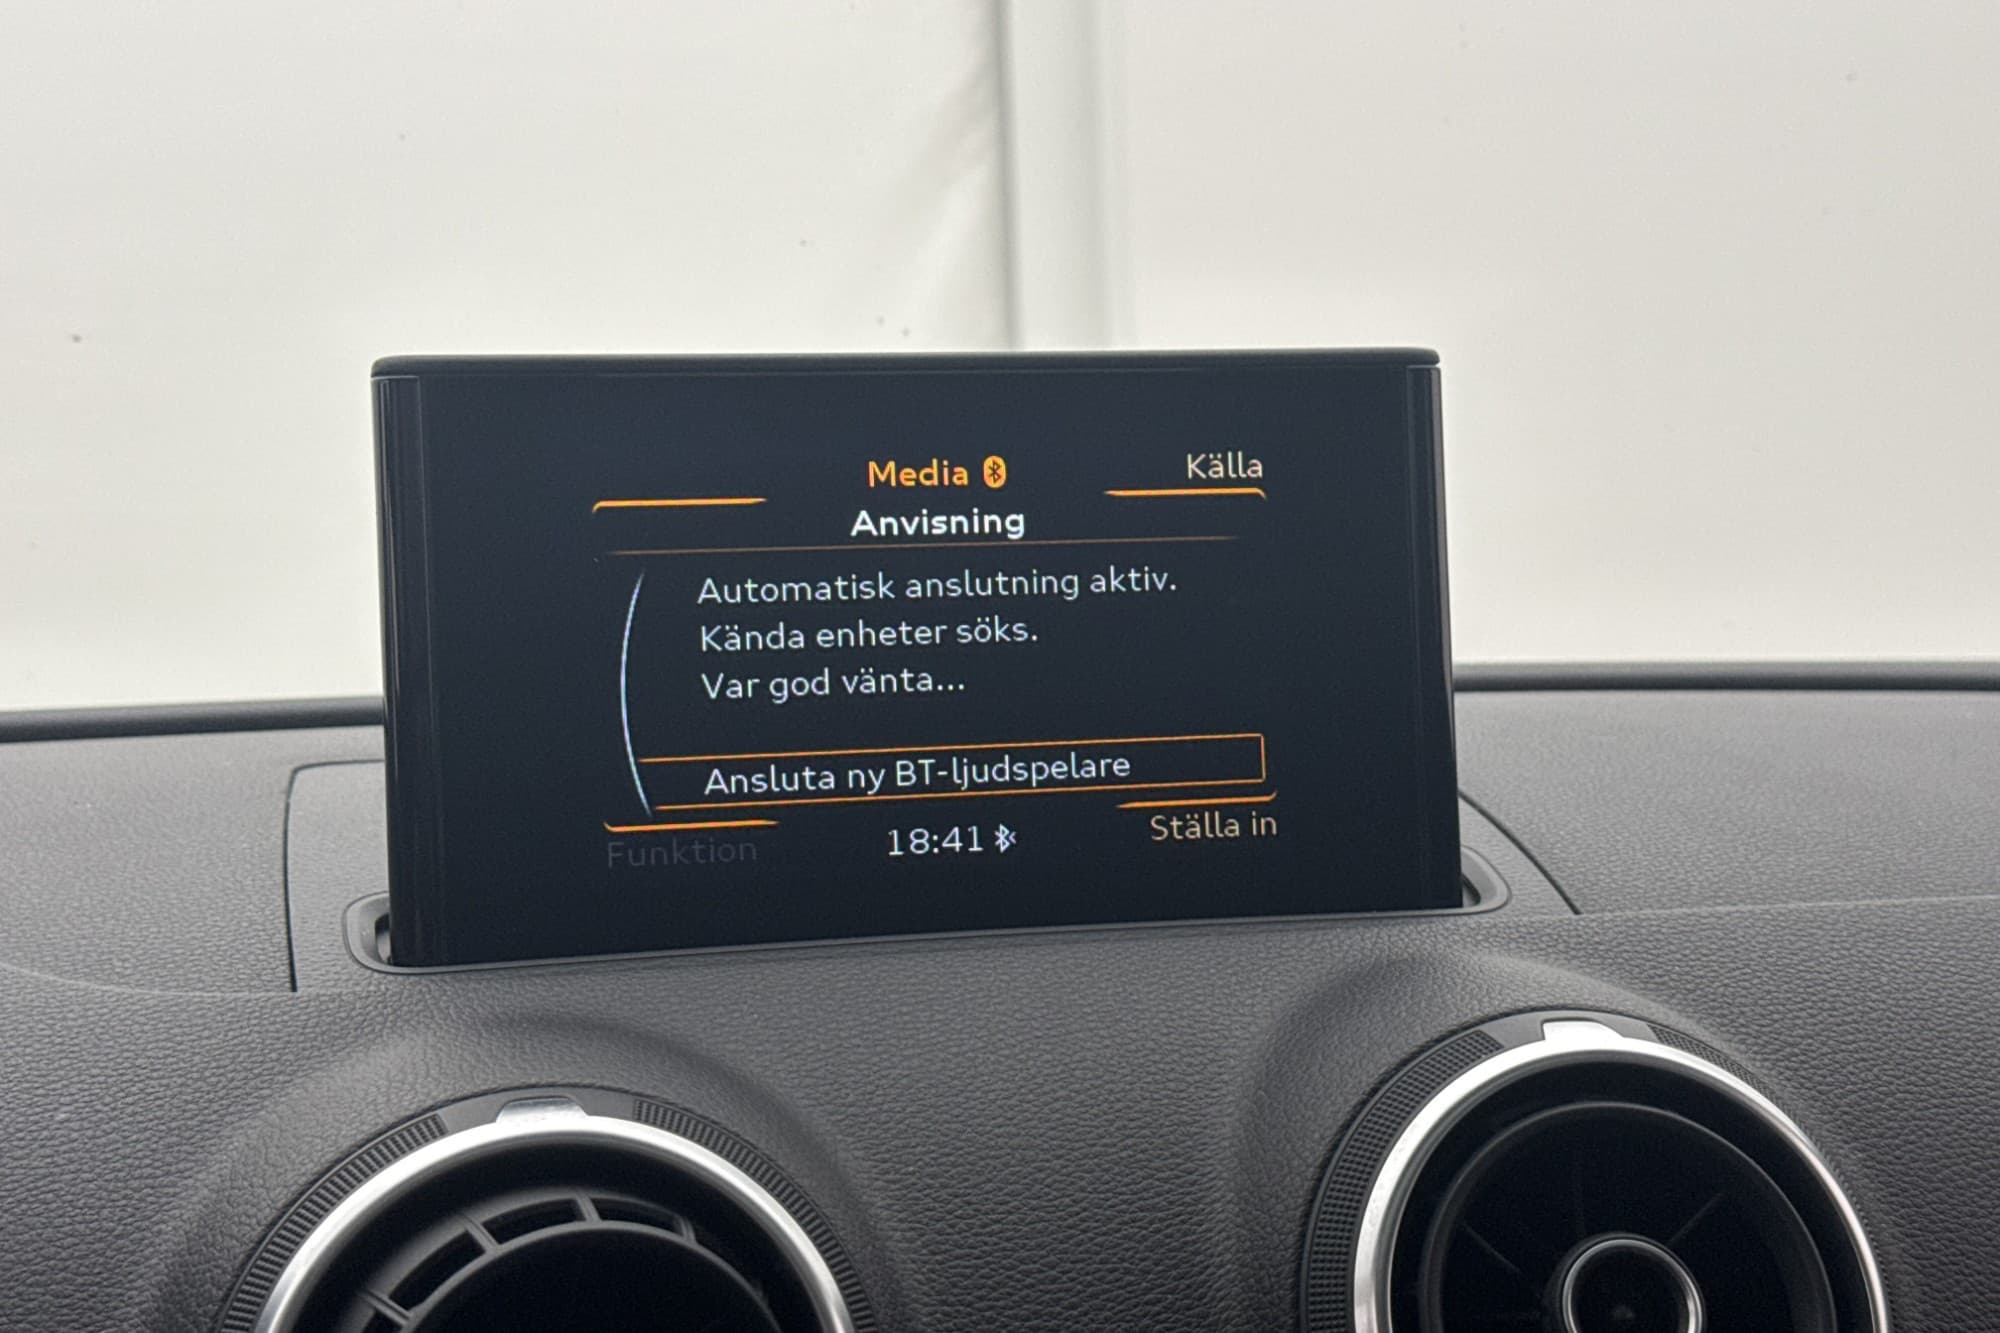 Media
Källa
Anvisning
Automatisk anslutning aktiv.
Kända enheter söks.
Var god vänta...
Ansluta ny BT-ljudspelare
Funktion
18:41
Ställa in